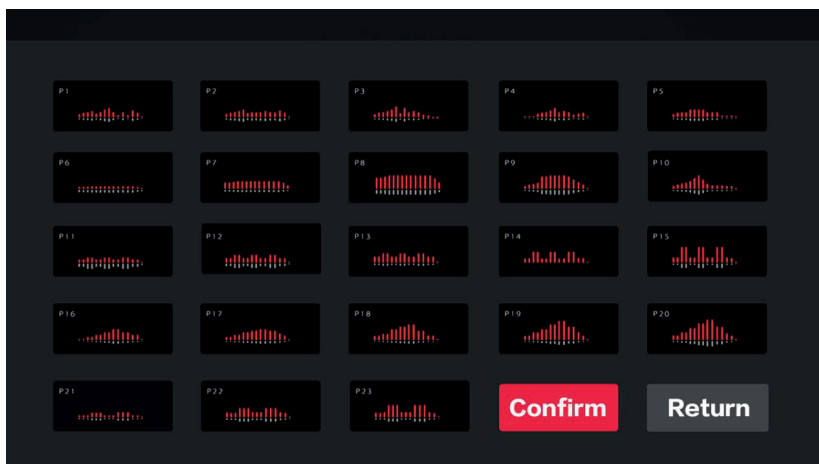 P1 P2 P3 P4 P5
P6 P7 P8 P9 P10
P11 P12 P13 P14 P15
P16 P17 P18 P19 P20
P21 P22 P23 Confirm Return